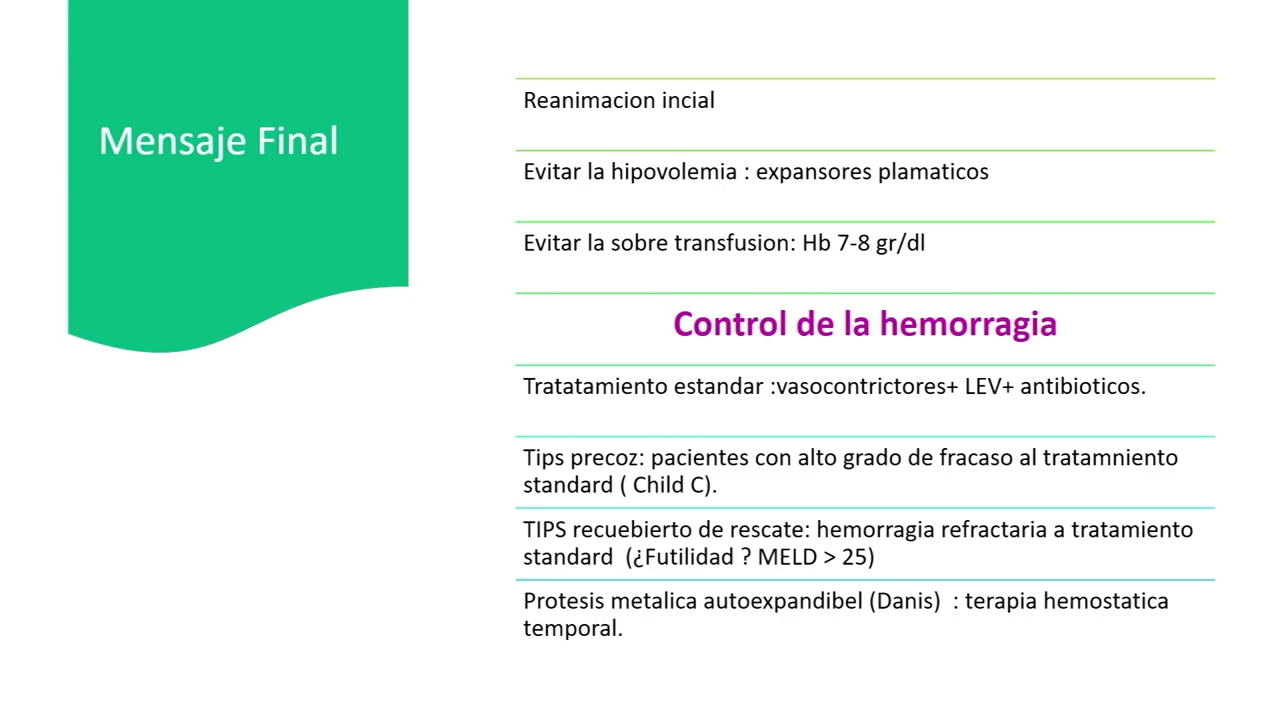 Mensaje Final
Reanimacion incial
Evitar la hipovolemia : expansores plamaticos
Evitar la sobre transfusion: Hb 7-8 gr/dl
Control de la hemorragia
Tratatamiento estandar :vasocontrictores+ LEV+ antibioticos.
Tips precoz: pacientes con alto grado de fracaso al tratamniento
standard ( Child C).
TIPS recuebierto de rescate: hemorragia refractaria a tratamiento
standard  (¿Futilidad ? MELD > 25)
Protesis metalica autoexpandibel (Danis)  : terapia hemostatica
temporal.